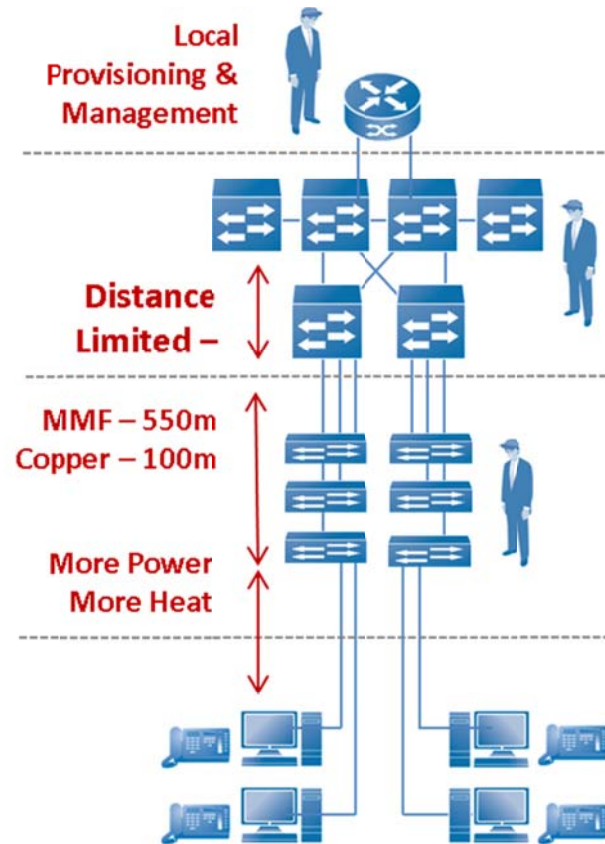 Local
Provisioning &
Management
Distance
Limited –
MMF – 550m
Copper – 100m
More Power
More Heat